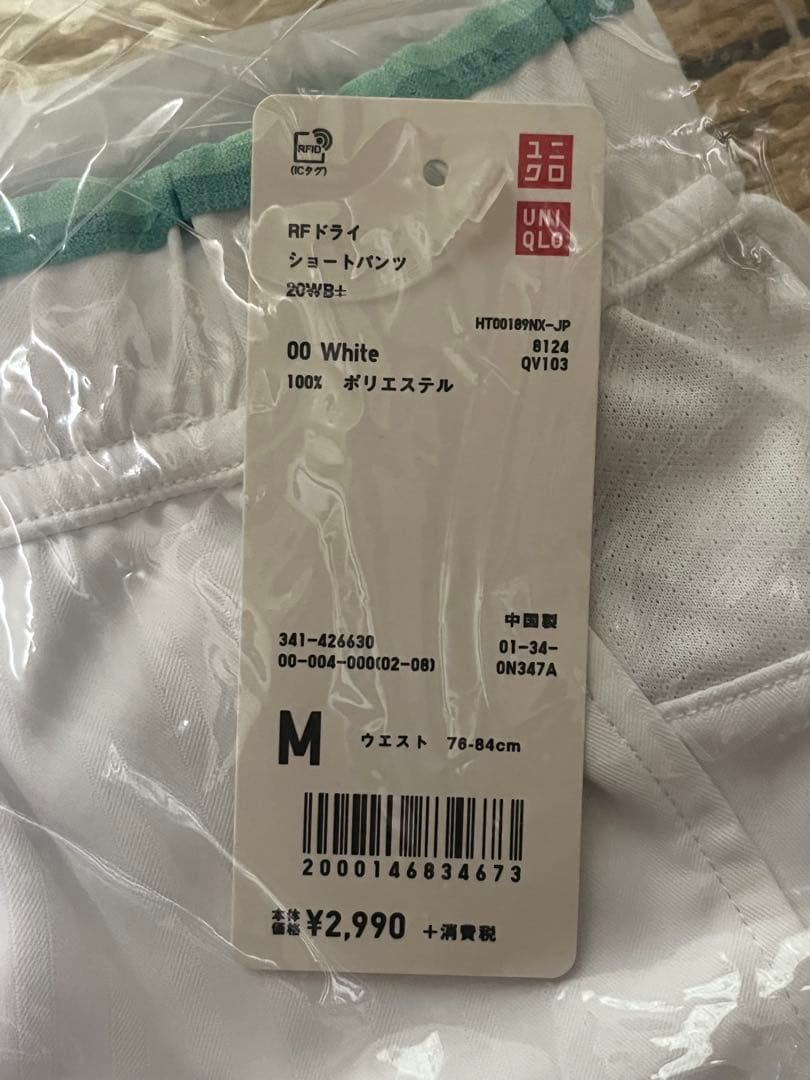 RFID
(ICタグ)
ユニ
クロ
UNI
QLO
RFドライ
ショートパンツ
20WB±
HT00189NX-JP
00 White
8124
100% ポリエステル
QV103
中国製
341-426630
01-34-
00-004-000(02-08)
0N347A
M ウエスト 76-84cm
2000146834673
本体価格 ¥2,990 +消費税